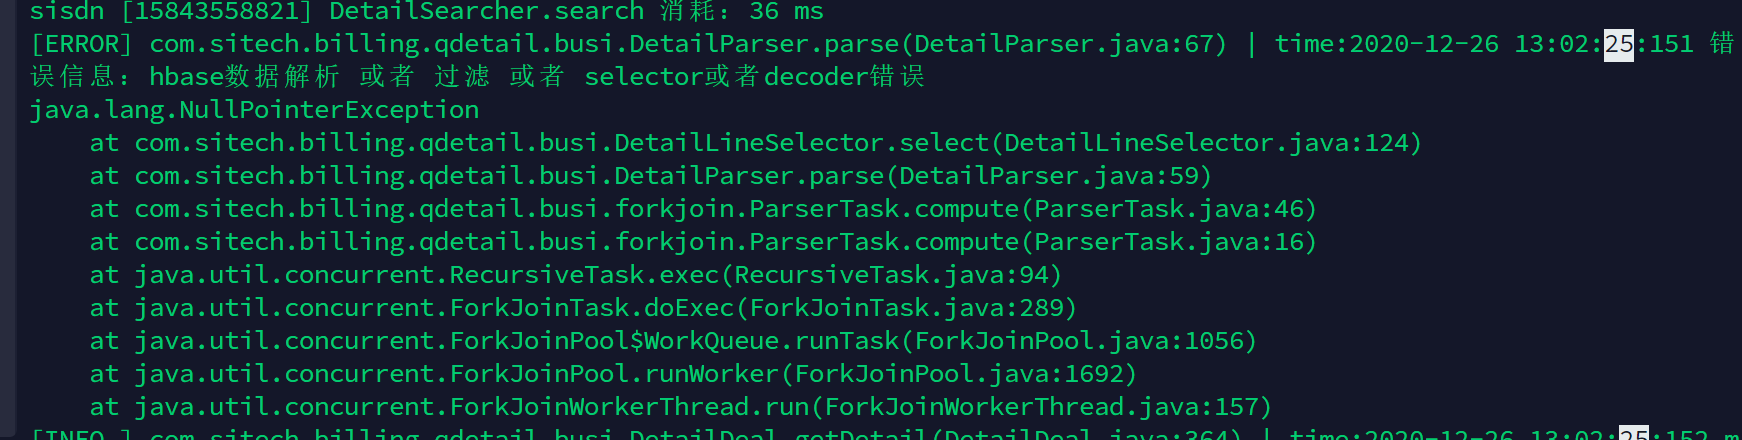 sisdn [15843558821] DetailSearcher.search 消耗: 36 ms
[ERROR] com.sitech.billing.qdetail.busi.DetailParser.parse(DetailParser.java:67) | time:2020-12-26 13:02:25:151 错
误信息: hbase数据解析 或者 过滤 或者 selector或者decoder错误
java.lang.NullPointerException
    at com.sitech.billing.qdetail.busi.DetailLineSelector.select(DetailLineSelector.java:124)
    at com.sitech.billing.qdetail.busi.DetailParser.parse(DetailParser.java:59)
    at com.sitech.billing.qdetail.busi.forkjoin.ParserTask.compute(ParserTask.java:46)
    at com.sitech.billing.qdetail.busi.forkjoin.ParserTask.compute(ParserTask.java:16)
    at java.util.concurrent.RecursiveTask.exec(RecursiveTask.java:94)
    at java.util.concurrent.ForkJoinTask.doExec(ForkJoinTask.java:289)
    at java.util.concurrent.ForkJoinPool$WorkQueue.runTask(ForkJoinPool.java:1056)
    at java.util.concurrent.ForkJoinPool.runWorker(ForkJoinPool.java:1692)
    at java.util.concurrent.ForkJoinWorkerThread.run(ForkJoinWorkerThread.java:157)
[INFO ] com.sitech.billing.qdetail.busi.DetailDeal.getDetail(DetailDeal.java:364) | time:2020-12-26 13:02:25:152 m